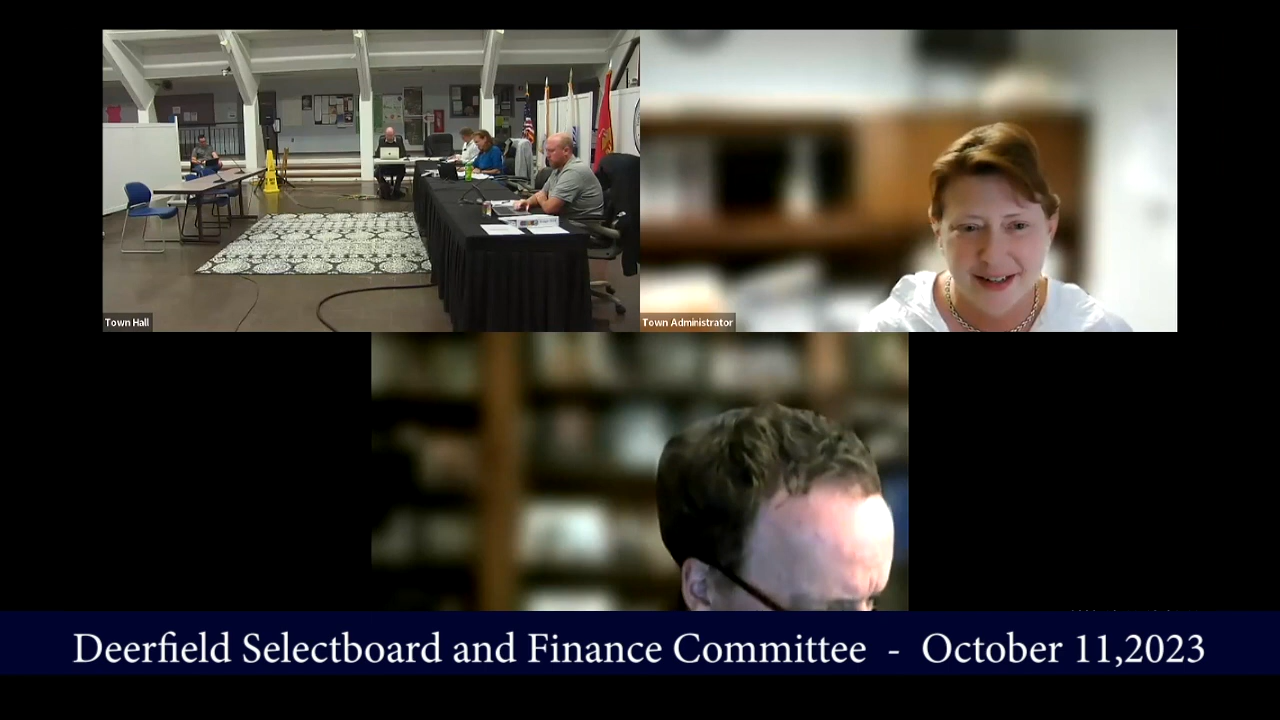 Town Hall
Town Administrator
Deerfield Selectboard and Finance Committee - October 11,2023